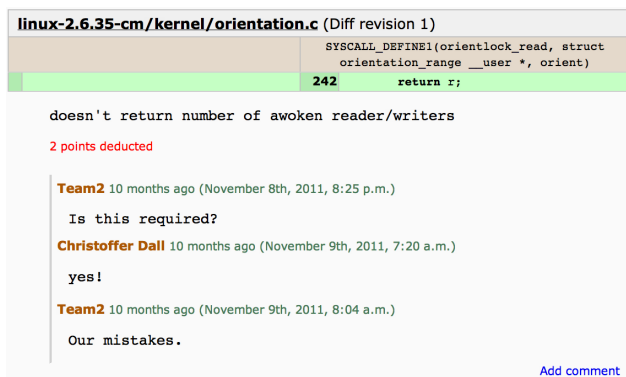 linux-2.6.35-cm/kernel/orientation.c (Diff revision 1)
SYSCALL_DEFINE1(orientlock_read, struct
orientation_range __user *, orient)
242 return r;
doesn't return number of awoken reader/writers
2 points deducted
Team2 10 months ago (November 8th, 2011, 8:25 p.m.)
Is this required?
Christoffer Dall 10 months ago (November 9th, 2011, 7:20 a.m.)
yes!
Team2 10 months ago (November 9th, 2011, 8:04 a.m.)
Our mistakes.
Add comment